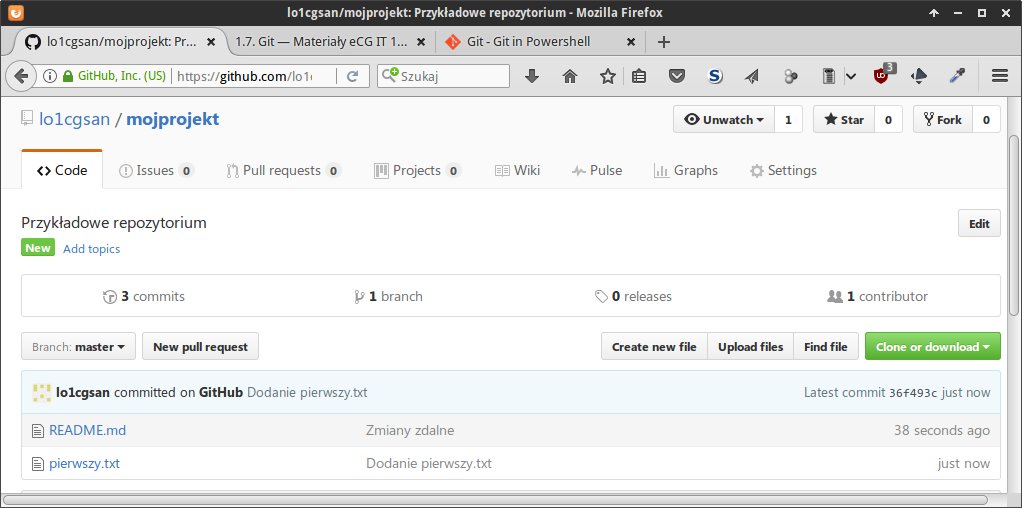 lo1cgsan/mojprojekt: Przykładowe repozytorium - Mozilla Firefox
lo1cgsan/mojprojekt: Pr... 1.7. Git — Materiały eCG IT 1... Git - Git in Powershell
GitHub, Inc. (US) https://github.com/lo1 Szukaj 3
lo1cgsan / mojprojekt Unwatch 1 Star 0 Fork 0
Code Issues 0 Pull requests 0 Projects 0 Wiki Pulse Graphs Settings
Przykładowe repozytorium Edit
New Add topics
3 commits 1 branch 0 releases 1 contributor
Branch: master New pull request Create new file Upload files Find file Clone or download
lo1cgsan committed on GitHub Dodanie pierwszy.txt Latest commit 36f493c just now
README.md Zmiany zdalne 38 seconds ago
pierwszy.txt Dodanie pierwszy.txt just now